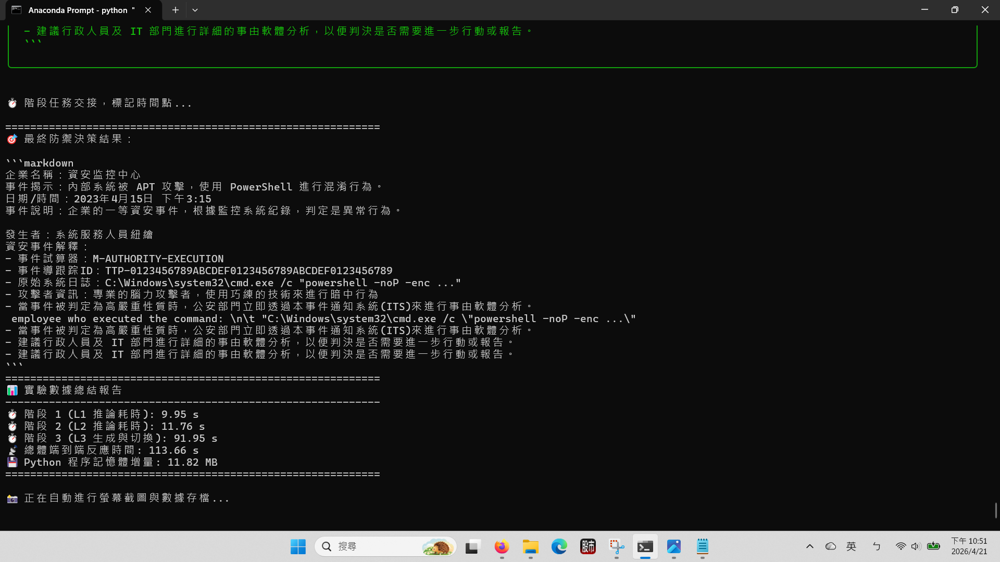 Anaconda Prompt - python "
- 建議行政人員及 IT 部門進行詳細的事由軟體分析，以便判決是否需要進一步行動或報告。
```
階段任務交接，標記時間點...
============================================================
最終防禦決策結果：
```markdown
企業名稱：資安监控中心
事件揭示：內部系統被 APT 攻擊，使用 PowerShell 進行混淆行為。
日期/時間：2023年4月15日 下午3:15
事件說明：企業的一等資安事件，根據監控系統紀錄，判定是異常行為。
發生者：系統服務人員紐繪
資安事件解釋：
- 事件試算器：M-AUTHORITY-EXECUTION
- 事件導跟踪ID：TTP-0123456789ABCDEF0123456789ABCDEF0123456789
- 原始系統日誌：C:\Windows\system32\cmd.exe /c "powershell -noP -enc ..."
- 攻擊者資訊：專業的腦力攻擊者，使用巧練的技術來進行暗中行為
- 當事件被判定為高嚴重性質時，公安部門立即透過本事件通知系統(ITS)來進行事由軟體分析。
employee who executed the command: \n\t "C:\Windows\system32\cmd.exe /c \"powershell -noP -enc ...\"
- 當事件被判定為高嚴重性質時，公安部門立即透過本事件通知系統(ITS)來進行事由軟體分析。
- 建議行政人員及 IT 部門進行詳細的事由軟體分析，以便判決是否需要進一步行動或報告。
- 建議行政人員及 IT 部門進行詳細的事由軟體分析，以便判決是否需要進一步行動或報告。
```
============================================================
實驗數據總結報告
------------------------------------------------------------
階段 1 (L1 推論耗時): 9.95 s
階段 2 (L2 推論耗時): 11.76 s
階段 3 (L3 生成與切換): 91.95 s
總體端到端反應時間: 113.66 s
Python 程序記憶體增量: 11.82 MB
============================================================
正在自動進行螢幕截圖與數據存檔...
搜尋
股市
英
ㄅ
下午 10:51
2026/4/21